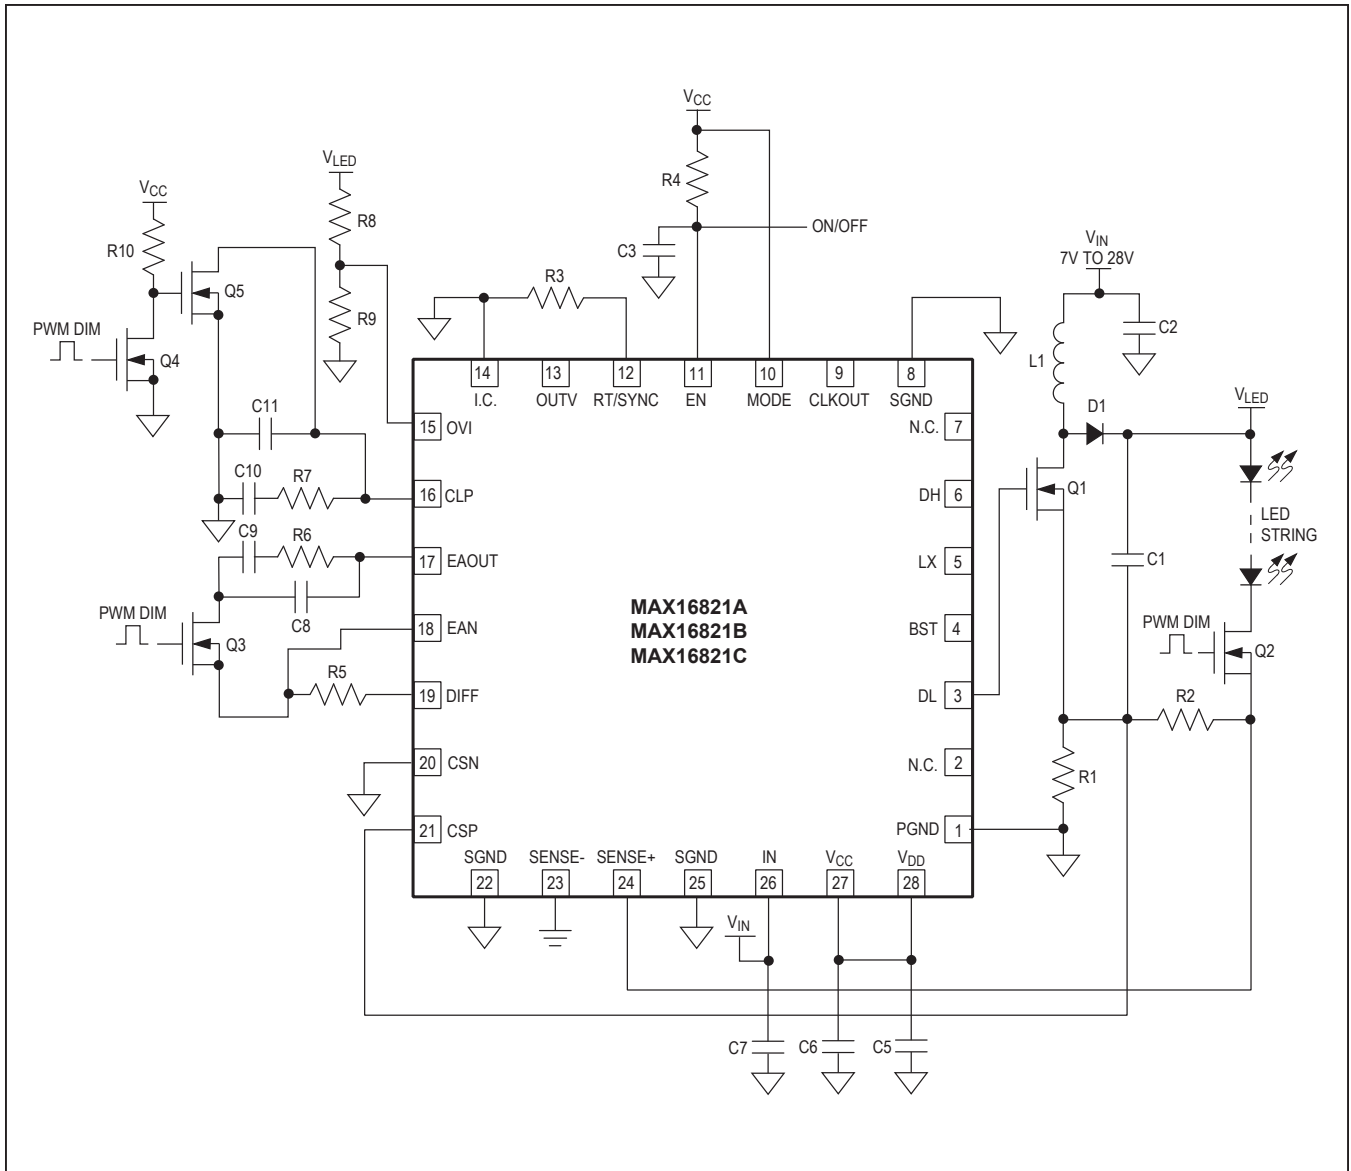 VCC
VLED
R4
VCC
R8
ON/OFF
R10
C3
VIN
7V TO 28V
R3
Q5
R9
C2
PWM DIM
Q4
L1
14
13
12
11
10
9
8
I.C.
OUTV
RT/SYNC
EN
MODE
CLKOUT
SGND
VLED
C11
D1
15 OVI
N.C. 7
C10
R7
16 CLP
DH 6
Q1
C9
R6
LED
STRING
17 EAOUT
LX 5
C1
MAX16821A
MAX16821B
MAX16821C
PWM DIM
C8
18 EAN
BST 4
PWM DIM
Q3
Q2
R5
19 DIFF
DL 3
R2
20 CSN
N.C. 2
R1
21 CSP
PGND 1
SGND
SENSE-
SENSE+
SGND
IN
VCC
VDD
22
23
24
25
26
27
28
VIN
C7
C6
C5